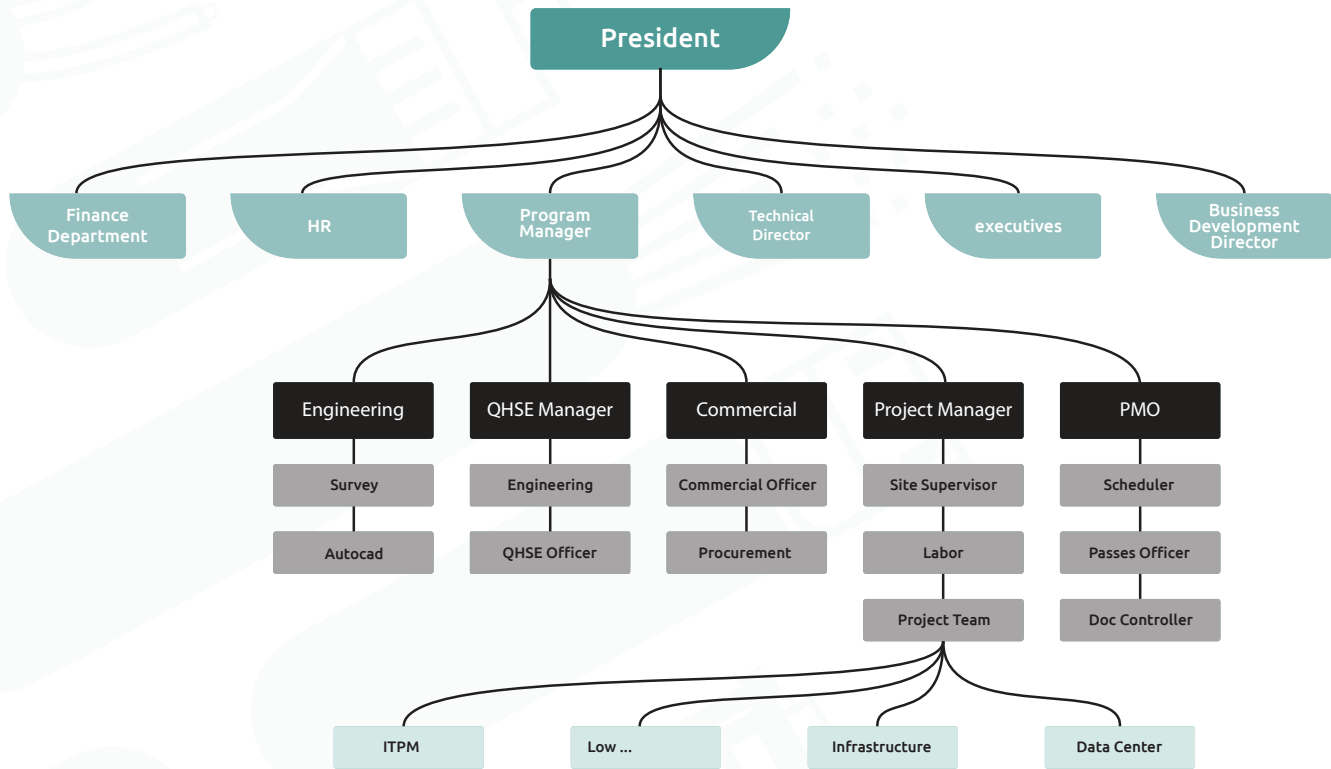 President
Finance
Department
HR
Program
Manager
Technical
Director
executives
Business
Development
Director
Engineering
QHSE Manager
Commercial
Project Manager
PMO
Survey
Engineering
Commercial Officer
Site Supervisor
Scheduler
Autocad
QHSE Officer
Procurement
Labor
Passes Officer
Project Team
Doc Controller
ITPM
Low ...
Infrastructure
Data Center